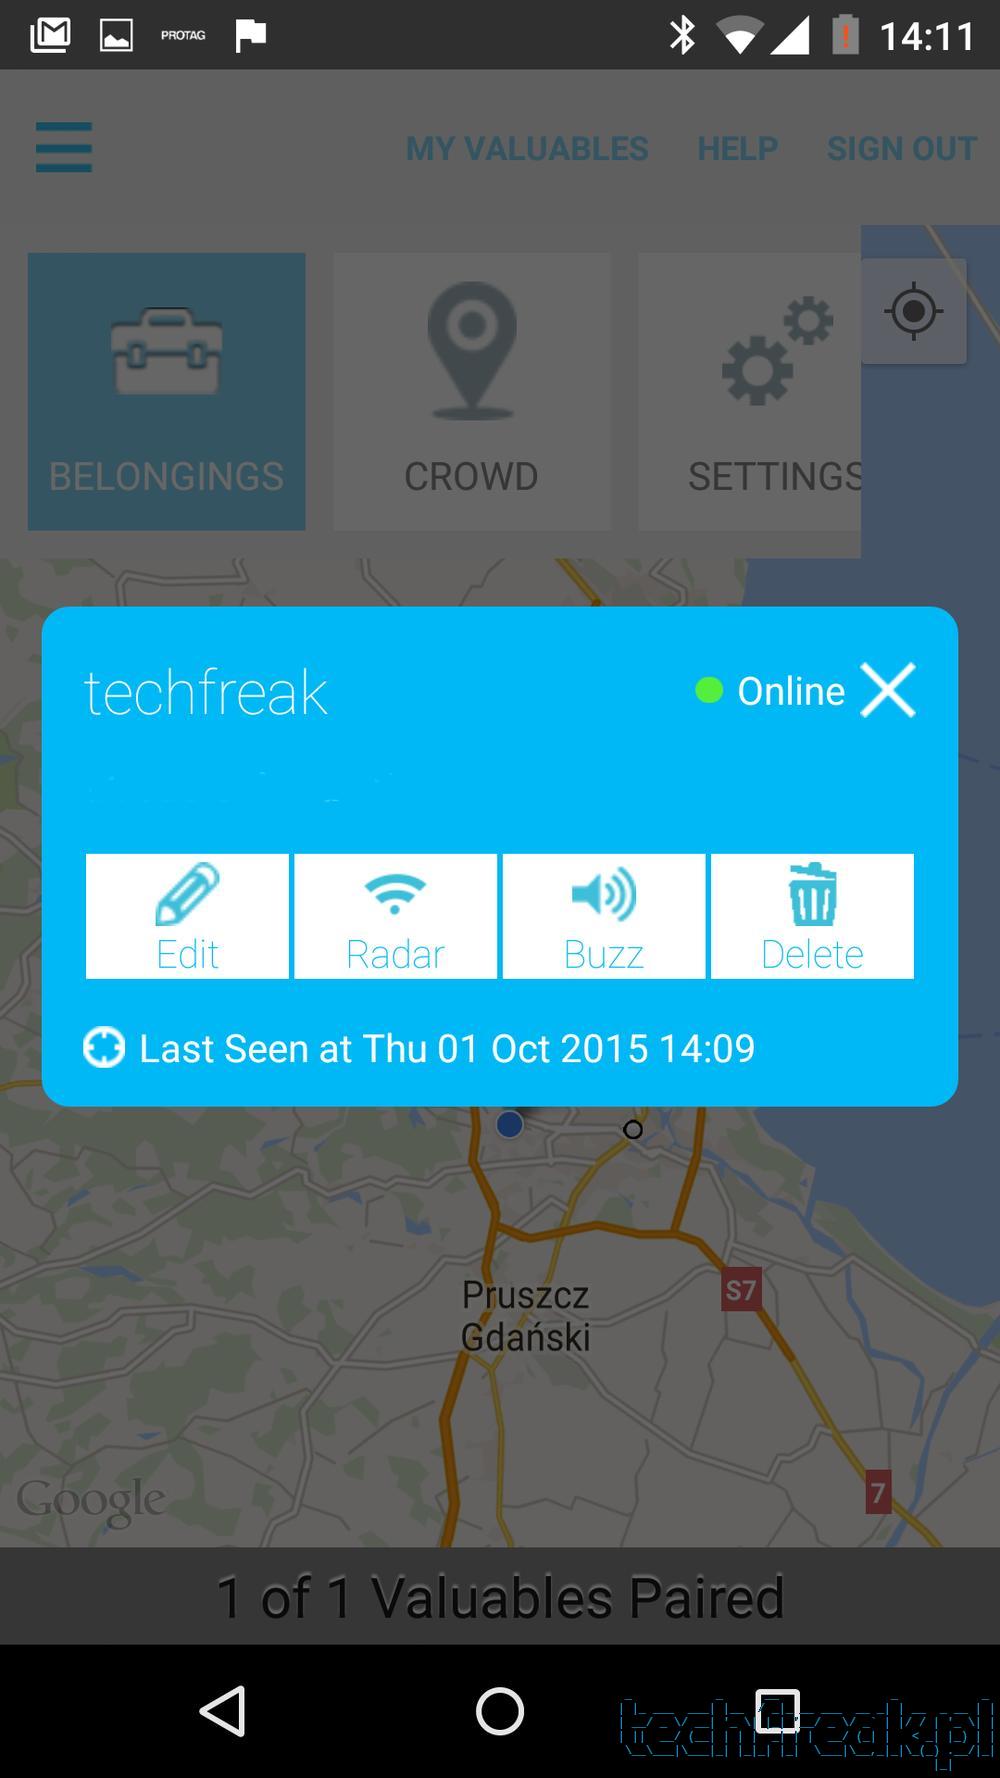 PROTAG
14:11
MY VALUABLES HELP SIGN OUT
BELONGINGS CROWD SETTINGS
techfreak
Online
Edit Radar Buzz Delete
Last Seen at Thu 01 Oct 2015 14:09
Pruszcz
Gdański
S7
7
Google
1 of 1 Valuables Paired
techfreak.pl